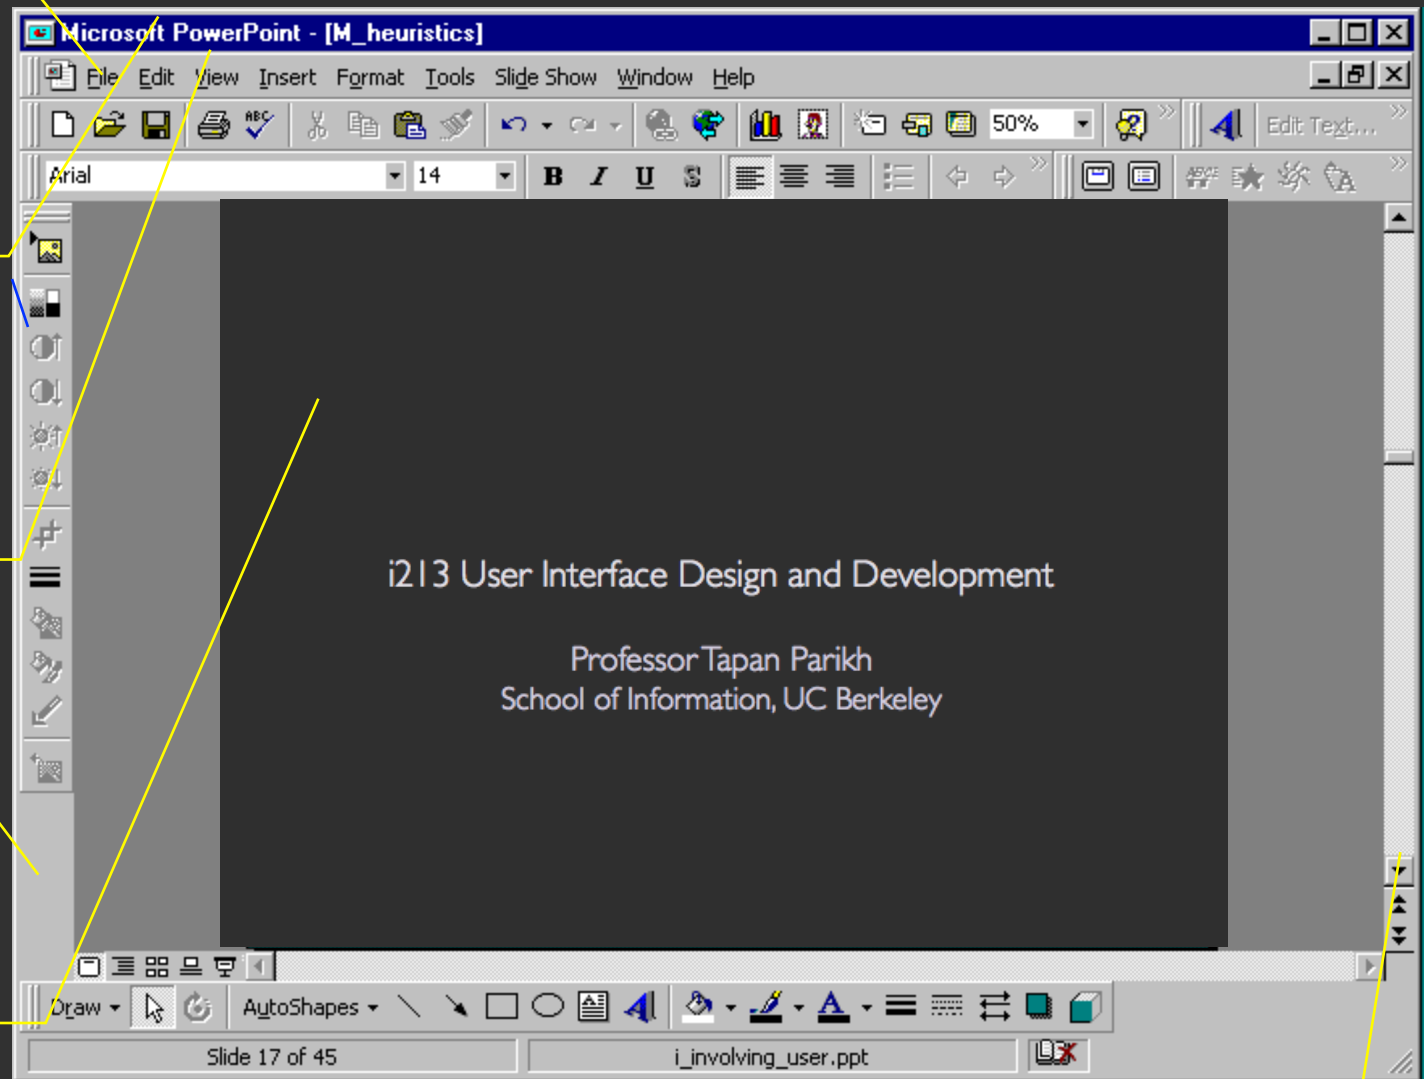 Microsoft PowerPoint - [M_heuristics]
File Edit View Insert Format Tools Slide Show Window Help
ABC 50% Edit Text...
Arial 14 B I U S
i213 User Interface Design and Development
Professor Tapan Parikh
School of Information, UC Berkeley
Draw AutoShapes A
Slide 17 of 45 i_involving_user.ppt